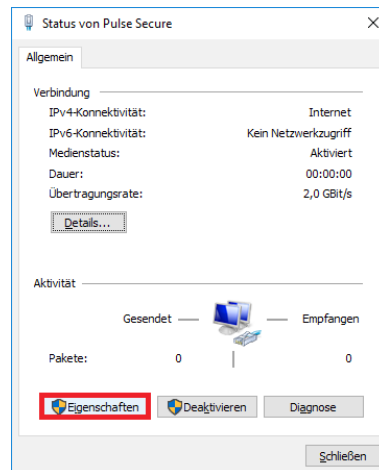 Status von Pulse Secure
Allgemein
Verbindung
IPv4-Konnektivität: Internet
IPv6-Konnektivität: Kein Netzwerkzugriff
Medienstatus: Aktiviert
Dauer: 00:00:00
Übertragungsrate: 2,0 GBit/s
Details...
Aktivität
Gesendet — — Empfangen
Pakete: 0 | 0
Eigenschaften Deaktivieren Diagnose
Schließen